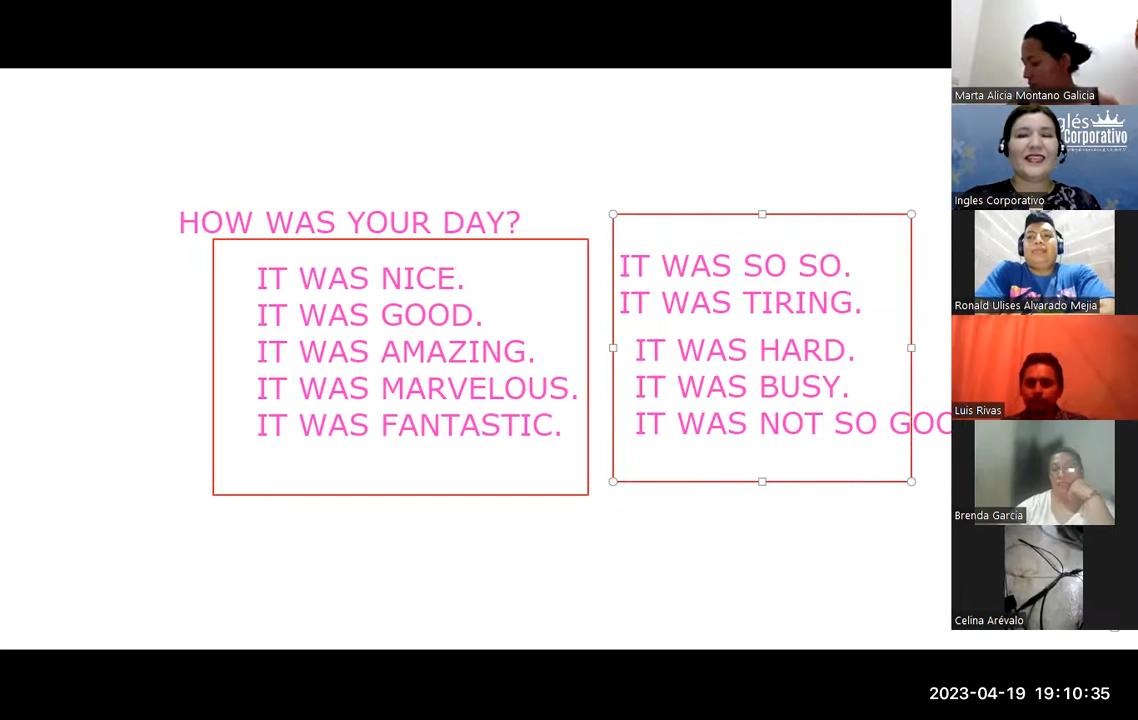 HOW WAS YOUR DAY?
IT WAS NICE.
IT WAS GOOD.
IT WAS AMAZING.
IT WAS MARVELOUS.
IT WAS FANTASTIC.
IT WAS SO SO.
IT WAS TIRING.
IT WAS HARD.
IT WAS BUSY.
IT WAS NOT SO GOO
Marta Alicia Montano Galicia
glés
Corporativo
Ingles Corporativo
Ronald Ulises Alvarado Mejia
Luis Rivas
Brenda Garcia
Celina Arévalo
2023-04-19 19:10:35